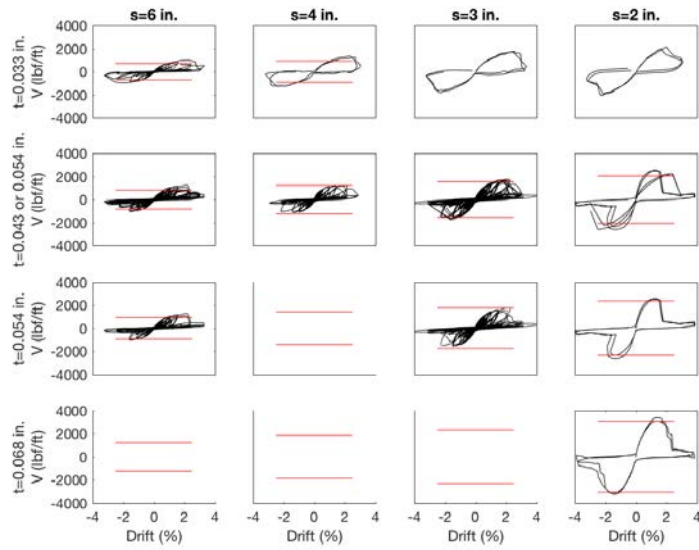 s=6 in. s=4 in. s=3 in. s=2 in.
t=0.033 in.
V (lbf/ft)
4000
2000
0
-2000
-4000
t=0.043 or 0.054 in.
V (lbf/ft)
4000
2000
0
-2000
-4000
t=0.054 in.
V (lbf/ft)
4000
2000
0
-2000
-4000
t=0.068 in.
V (lbf/ft)
4000
2000
0
-2000
-4000
-4 -2 0 2 4 -4 -2 0 2 4 -4 -2 0 2 4 -4 -2 0 2 4
Drift (%) Drift (%) Drift (%) Drift (%)